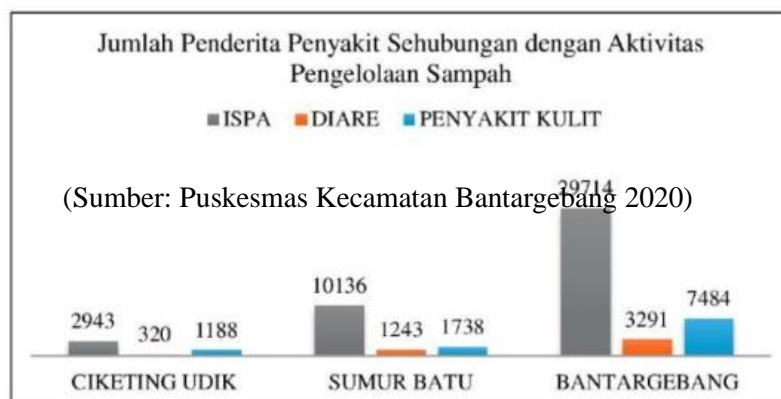 Jumlah Penderita Penyakit Sehubungan dengan Aktivitas
Pengelolaan Sampah
ISPA DIARE PENYAKIT KULIT
(Sumber: Puskesmas Kecamatan Bantargebang 2020)
29714
10136
7484
2943 320 1188 1243 1738 3291
CIKETING UDIK SUMUR BATU BANTARGEBANG